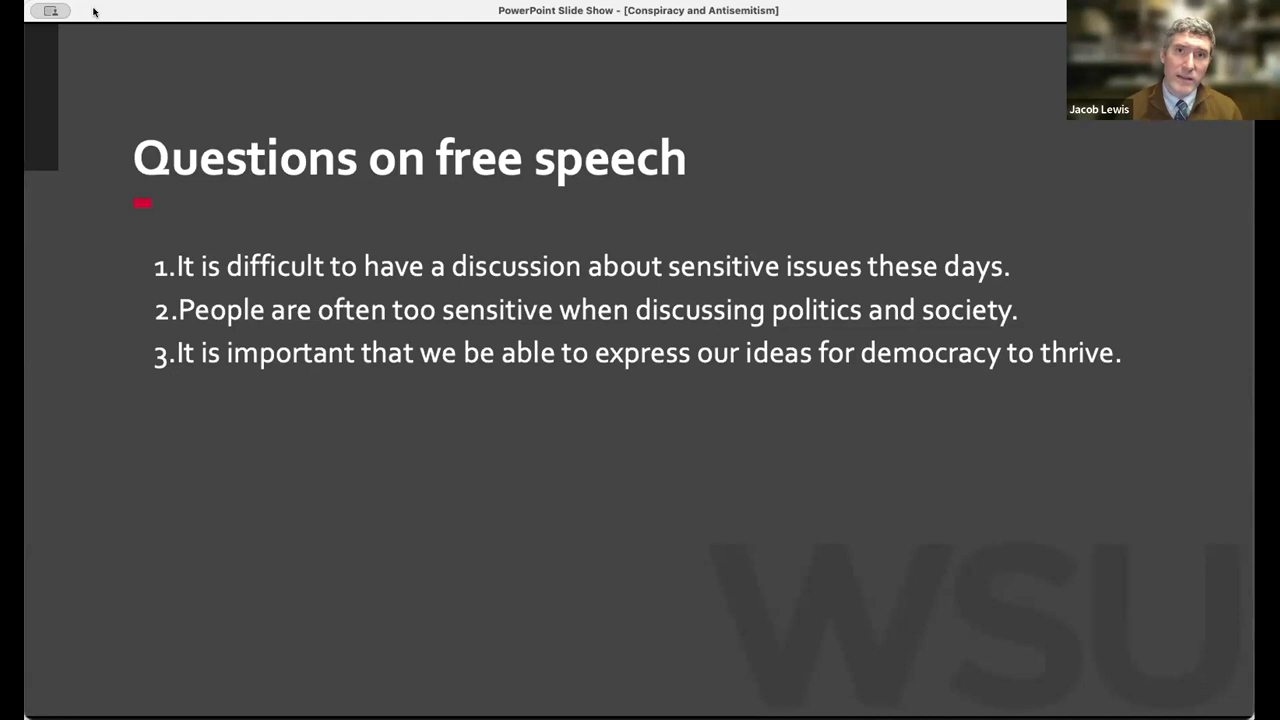 PowerPoint Slide Show - [Conspiracy and Antisemitism]
Jacob Lewis
Questions on free speech
1.It is difficult to have a discussion about sensitive issues these days.
2.People are often too sensitive when discussing politics and society.
3.It is important that we be able to express our ideas for democracy to thrive.
WSU